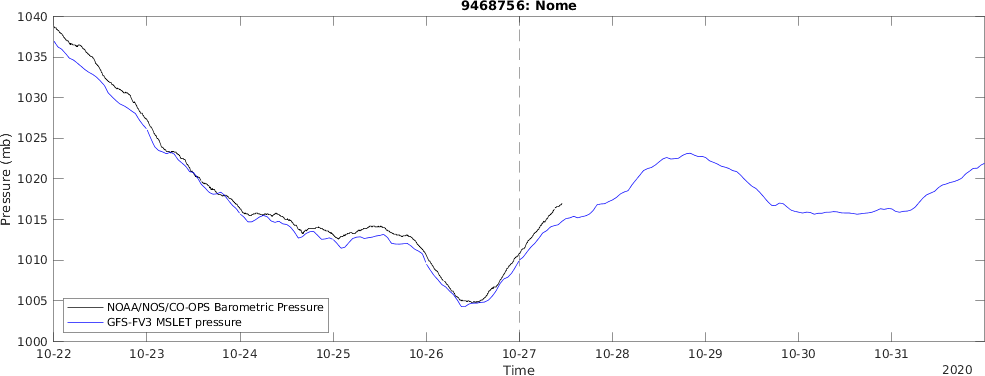 9468756: Nome
1040
1035
1030
1025
1020
1015
1010
1005
1000
Pressure (mb)
NOAA/NOS/CO-OPS Barometric Pressure
GFS-FV3 MSLET pressure
10-22 10-23 10-24 10-25 10-26 10-27 10-28 10-29 10-30 10-31
Time
2020